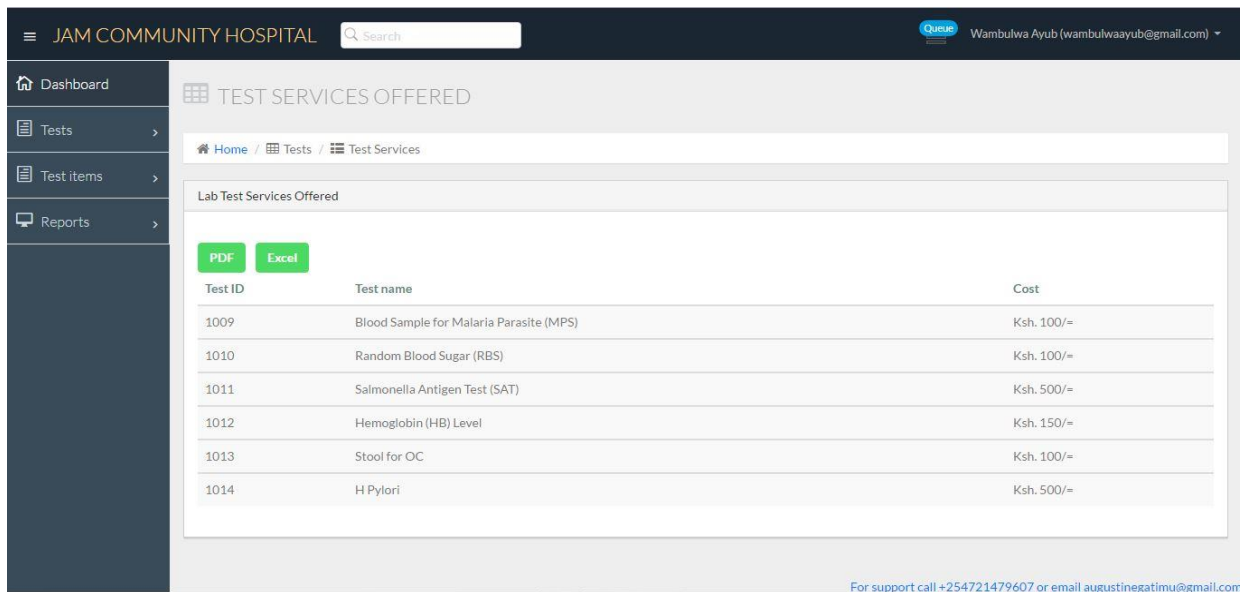 JAM COMMUNITY HOSPITAL Search Queue Wambulwa Ayub (wambulwaayub@gmail.com)
Dashboard
Tests
Test items
Reports
TEST SERVICES OFFERED
Home / Tests / Test Services
Lab Test Services Offered
PDF Excel
Test ID Test name Cost
1009 Blood Sample for Malaria Parasite (MPS) Ksh. 100/=
1010 Random Blood Sugar (RBS) Ksh. 100/=
1011 Salmonella Antigen Test (SAT) Ksh. 500/=
1012 Hemoglobin (HB) Level Ksh. 150/=
1013 Stool for OC Ksh. 100/=
1014 H Pylori Ksh. 500/=
For support call +254721479607 or email augustinegatimu@gmail.com